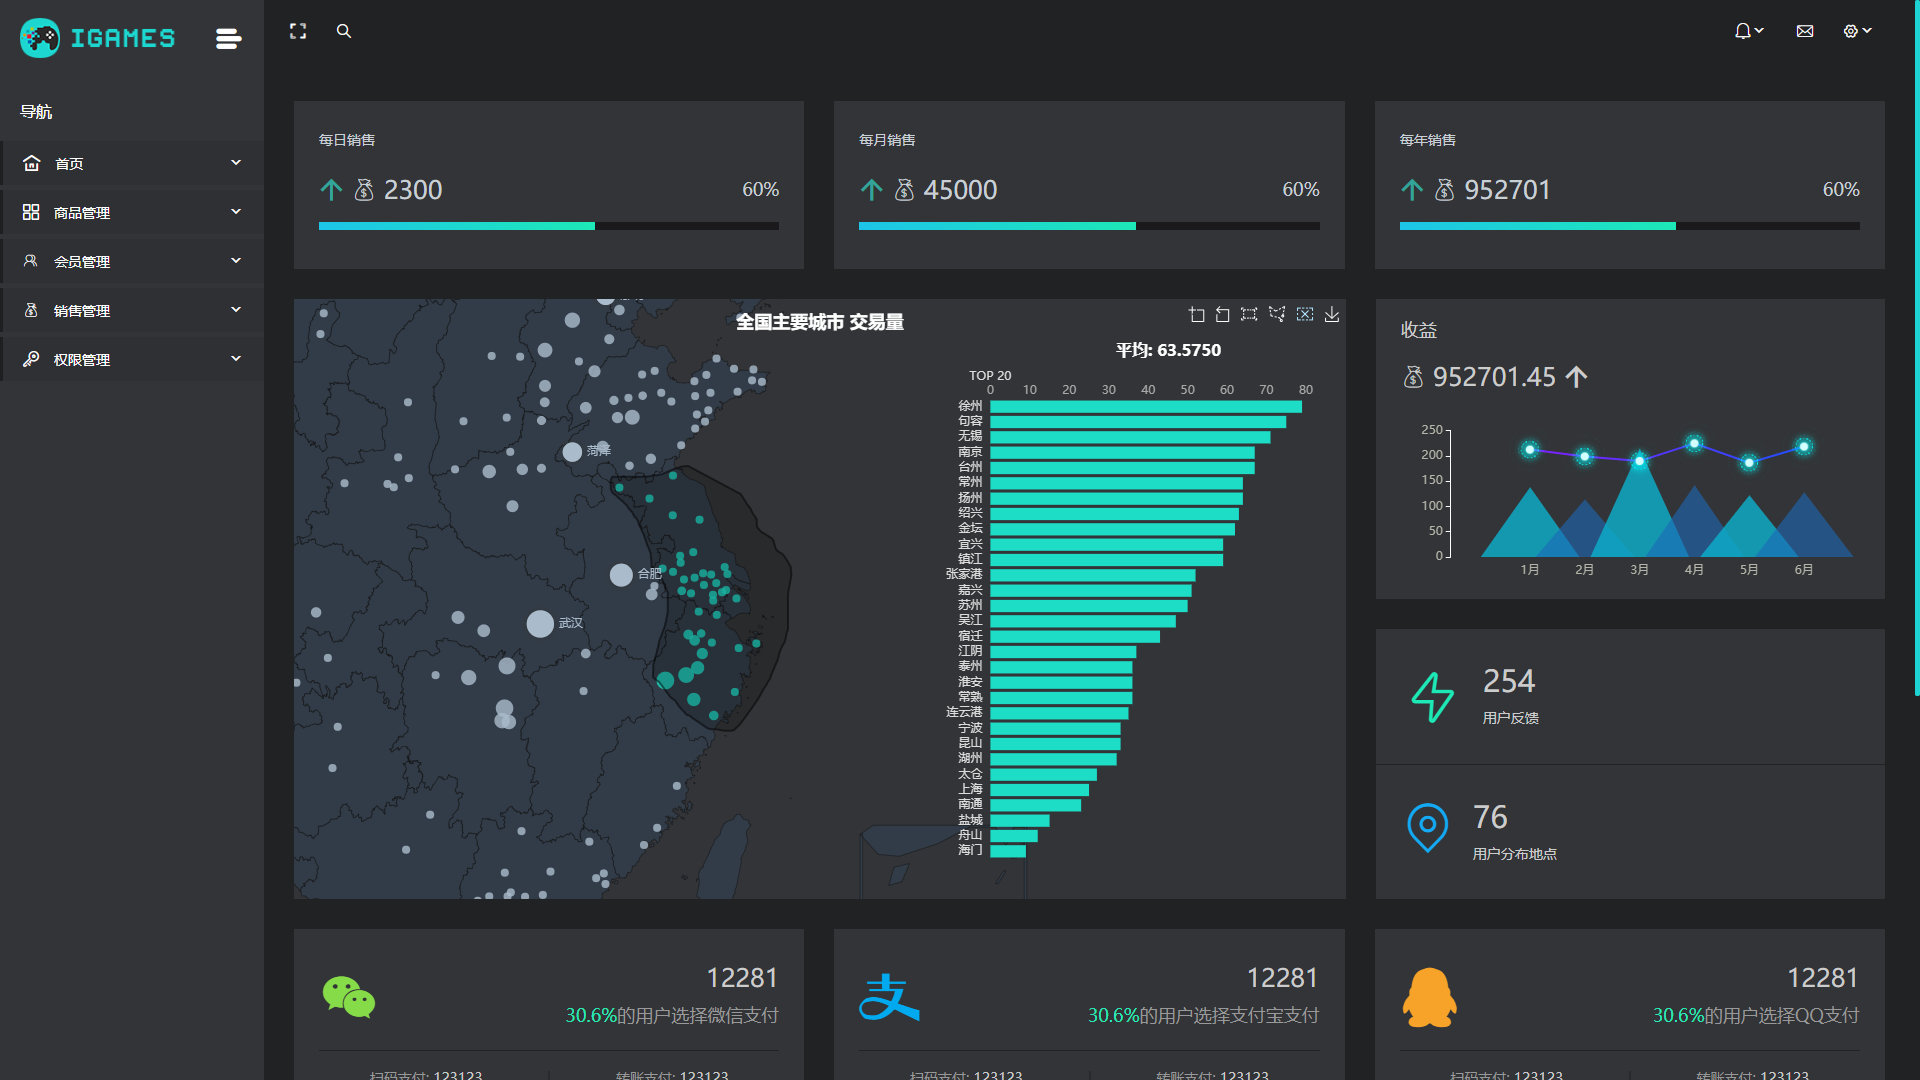 IGAMES
导航
首页
商品管理
会员管理
销售管理
权限管理
每日销售
2300 60%
每月销售
45000 60%
每年销售
952701 60%
全国主要城市 交易量
平均: 63.5750
TOP 20
0 10 20 30 40 50 60 70 80
徐州
句容
无锡
南京
台州
常州
扬州
绍兴
金坛
宜兴
镇江
张家港
嘉兴
苏州
吴江
宿迁
江阴
泰州
淮安
常熟
连云港
宁波
昆山
湖州
太仓
上海
南通
盐城
舟山
海门
菏泽
合肥
武汉
收益
952701.45
250
200
150
100
50
0
1月 2月 3月 4月 5月 6月
254
用户反馈
76
用户分布地点
12281
30.6%的用户选择微信支付
扫码支付: 123123 转账支付: 123123
12281
30.6%的用户选择支付宝支付
扫码支付: 123123 转账支付: 123123
12281
30.6%的用户选择QQ支付
扫码支付: 123123 转账支付: 123123